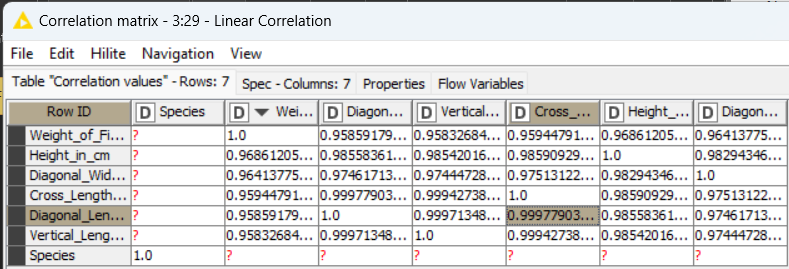 Correlation matrix - 3:29 - Linear Correlation
File Edit Hilite Navigation View
Table "Correlation values" - Rows: 7 Spec - Columns: 7 Properties Flow Variables
Row ID D Species D Wei... D Diagon... D Vertical... D Cross_... D Height_... D Diagon...
Weight_of_Fi... ? 1.0 0.95859179... 0.95832684... 0.95944791... 0.96861205... 0.96413775...
Height_in_cm ? 0.96861205... 0.98558361... 0.98542016... 0.98590929... 1.0 0.98294346...
Diagonal_Wid... ? 0.96413775... 0.97461713... 0.97444728... 0.97513122... 0.98294346... 1.0
Cross_Length... ? 0.95944791... 0.99977903... 0.99942738... 1.0 0.98590929... 0.97513122...
Diagonal_Len... ? 0.95859179... 1.0 0.99971348... 0.99977903... 0.98558361... 0.97461713...
Vertical_Leng... ? 0.95832684... 0.99971348... 1.0 0.99942738... 0.98542016... 0.97444728...
Species 1.0 ? ? ? ? ? ?